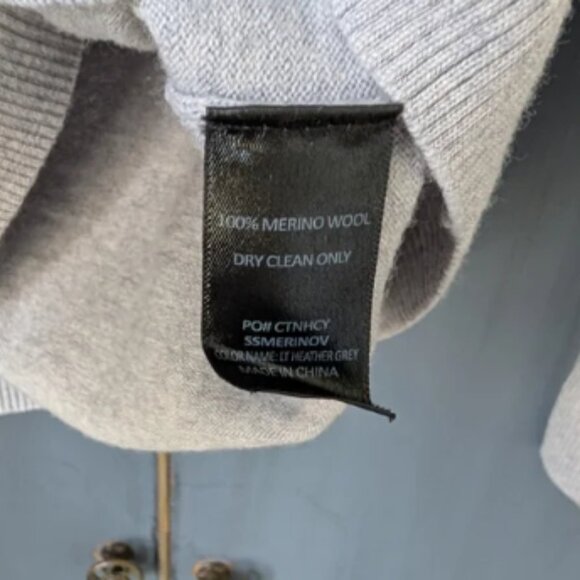 100% MERINO WOOL
DRY CLEAN ONLY
PO# CTNHCY
SSMERINOV
COLOR NAME: LT HEATHER GREY
MADE IN CHINA